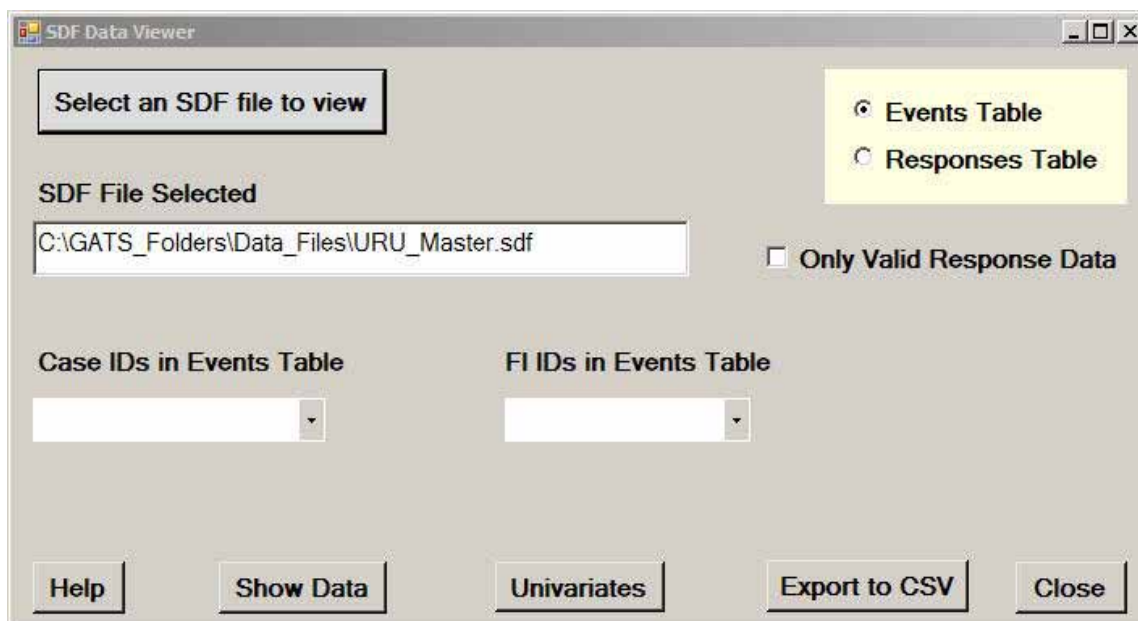 SDF Data Viewer
Select an SDF file to view
Events Table
Responses Table
SDF File Selected
C:\GATS_Folders\Data_Files\URU_Master.sdf
Only Valid Response Data
Case IDs in Events Table
FI IDs in Events Table
Help
Show Data
Univariates
Export to CSV
Close